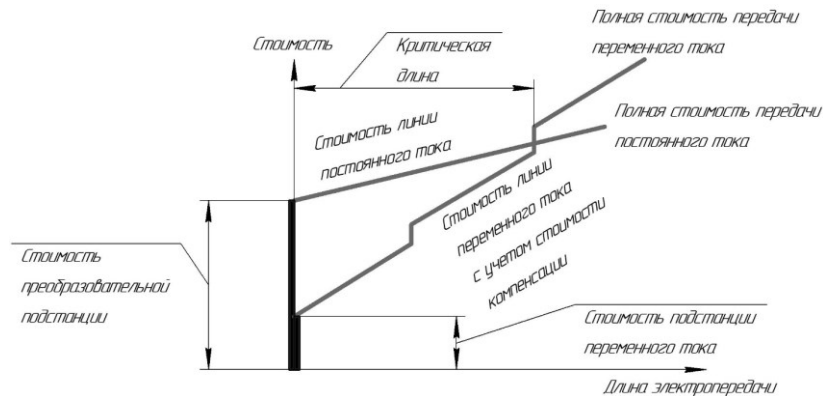 Полная стоимость передачи
переменного тока
Стоимость
Критическая
длина
Полная стоимость передачи
постоянного тока
Стоимость линии
постоянного тока
Стоимость линии
переменного тока
с учетом стоимости
компенсации
Стоимость
преобразовательной
подстанции
Стоимость подстанции
переменного тока
Длина электропередачи